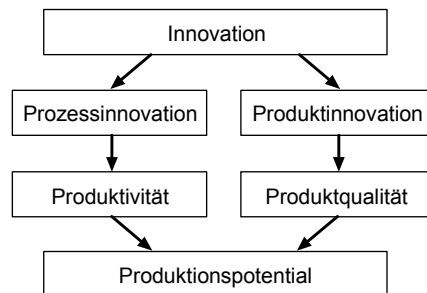 Innovation
Prozessinnovation
Produktinnovation
Produktivität
Produktqualität
Produktionspotential